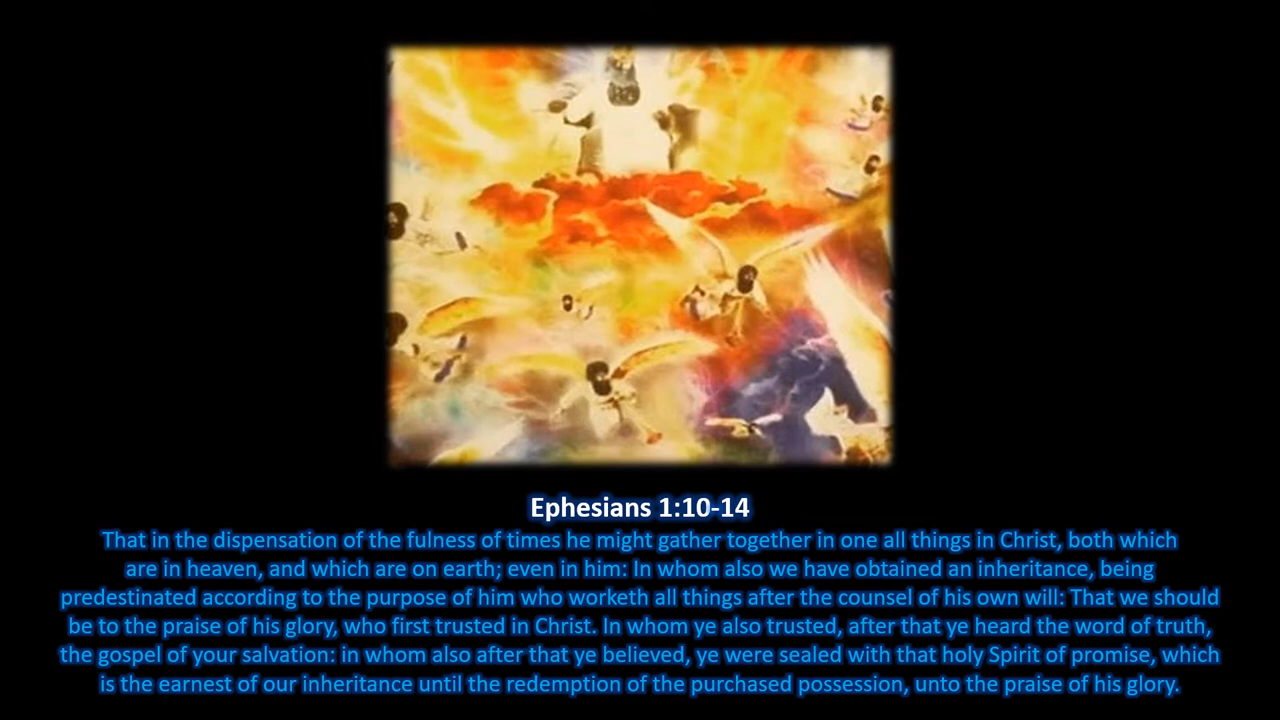 Ephesians 1:10-14
That in the dispensation of the fulness of times he might gather together in one all things in Christ, both which
are in heaven, and which are on earth; even in him: In whom also we have obtained an inheritance, being
predestinated according to the purpose of him who worketh all things after the counsel of his own will: That we should
be to the praise of his glory, who first trusted in Christ. In whom ye also trusted, after that ye heard the word of truth,
the gospel of your salvation: in whom also after that ye believed, ye were sealed with that holy Spirit of promise, which
is the earnest of our inheritance until the redemption of the purchased possession, unto the praise of his glory.